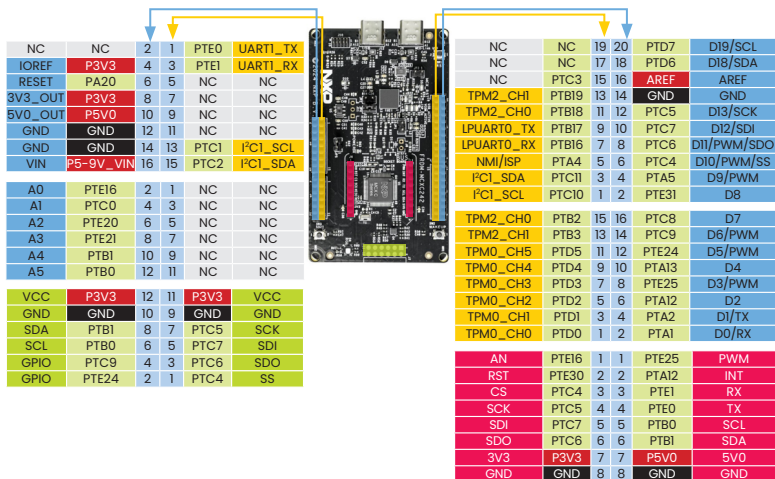 NC NC 2 1 PTE0 UART1_TX
IOREF P3V3 4 3 PTE1 UART1_RX
RESET PA20 6 5 NC NC
3V3_OUT P3V3 8 7 NC NC
5V0_OUT P5V0 10 9 NC NC
GND GND 12 11 NC NC
GND GND 14 13 PTC1 I²C1_SCL
VIN P5-9V_VIN 16 15 PTC2 I²C1_SDA
A0 PTE16 2 1 NC NC
A1 PTC0 4 3 NC NC
A2 PTE20 6 5 NC NC
A3 PTE21 8 7 NC NC
A4 PTB1 10 9 NC NC
A5 PTB0 12 11 NC NC
VCC P3V3 12 11 P3V3 VCC
GND GND 10 9 GND GND
SDA PTB1 8 7 PTC5 SCK
SCL PTB0 6 5 PTC7 SDI
GPIO PTC9 4 3 PTC6 SDO
GPIO PTE24 2 1 PTC4 SS
NXP
FRDM-MCXC242
NC NC 19 20 PTD7 D19/SCL
NC NC 17 18 PTD6 D18/SDA
NC PTC3 15 16 AREF AREF
TPM2_CH1 PTB19 13 14 GND GND
TPM2_CH0 PTB18 11 12 PTC5 D13/SCK
LPUART0_TX PTB17 9 10 PTC7 D12/SDI
LPUART0_RX PTB16 7 8 PTC6 D11/PWM/SDO
NMI/ISP PTA4 5 6 PTC4 D10/PWM/SS
I²C1_SDA PTC11 3 4 PTA5 D9/PWM
I²C1_SCL PTC10 1 2 PTE31 D8
TPM2_CH0 PTB2 15 16 PTC8 D7
TPM2_CH1 PTB3 13 14 PTC9 D6/PWM
TPM0_CH5 PTD5 11 12 PTE24 D5/PWM
TPM0_CH4 PTD4 9 10 PTA13 D4
TPM0_CH3 PTD3 7 8 PTE25 D3/PWM
TPM0_CH2 PTD2 5 6 PTA12 D2
TPM0_CH1 PTD1 3 4 PTA2 D1/TX
TPM0_CH0 PTD0 1 2 PTA1 D0/RX
AN PTE16 1 1 PTE25 PWM
RST PTE30 2 2 PTA12 INT
CS PTC4 3 3 PTE1 RX
SCK PTC5 4 4 PTE0 TX
SDI PTC7 5 5 PTB0 SCL
SDO PTC6 6 6 PTB1 SDA
3V3 P3V3 7 7 P5V0 5V0
GND GND 8 8 GND GND